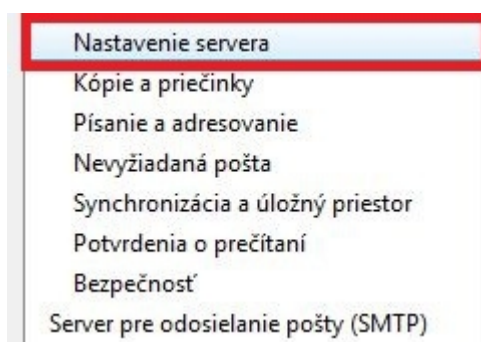 Nastavenie servera
Kópie a priečinky
Písanie a adresovanie
Nevyžiadaná pošta
Synchronizácia a úložný priestor
Potvrdenia o prečítaní
Bezpečnosť
Server pre odosielanie pošty (SMTP)